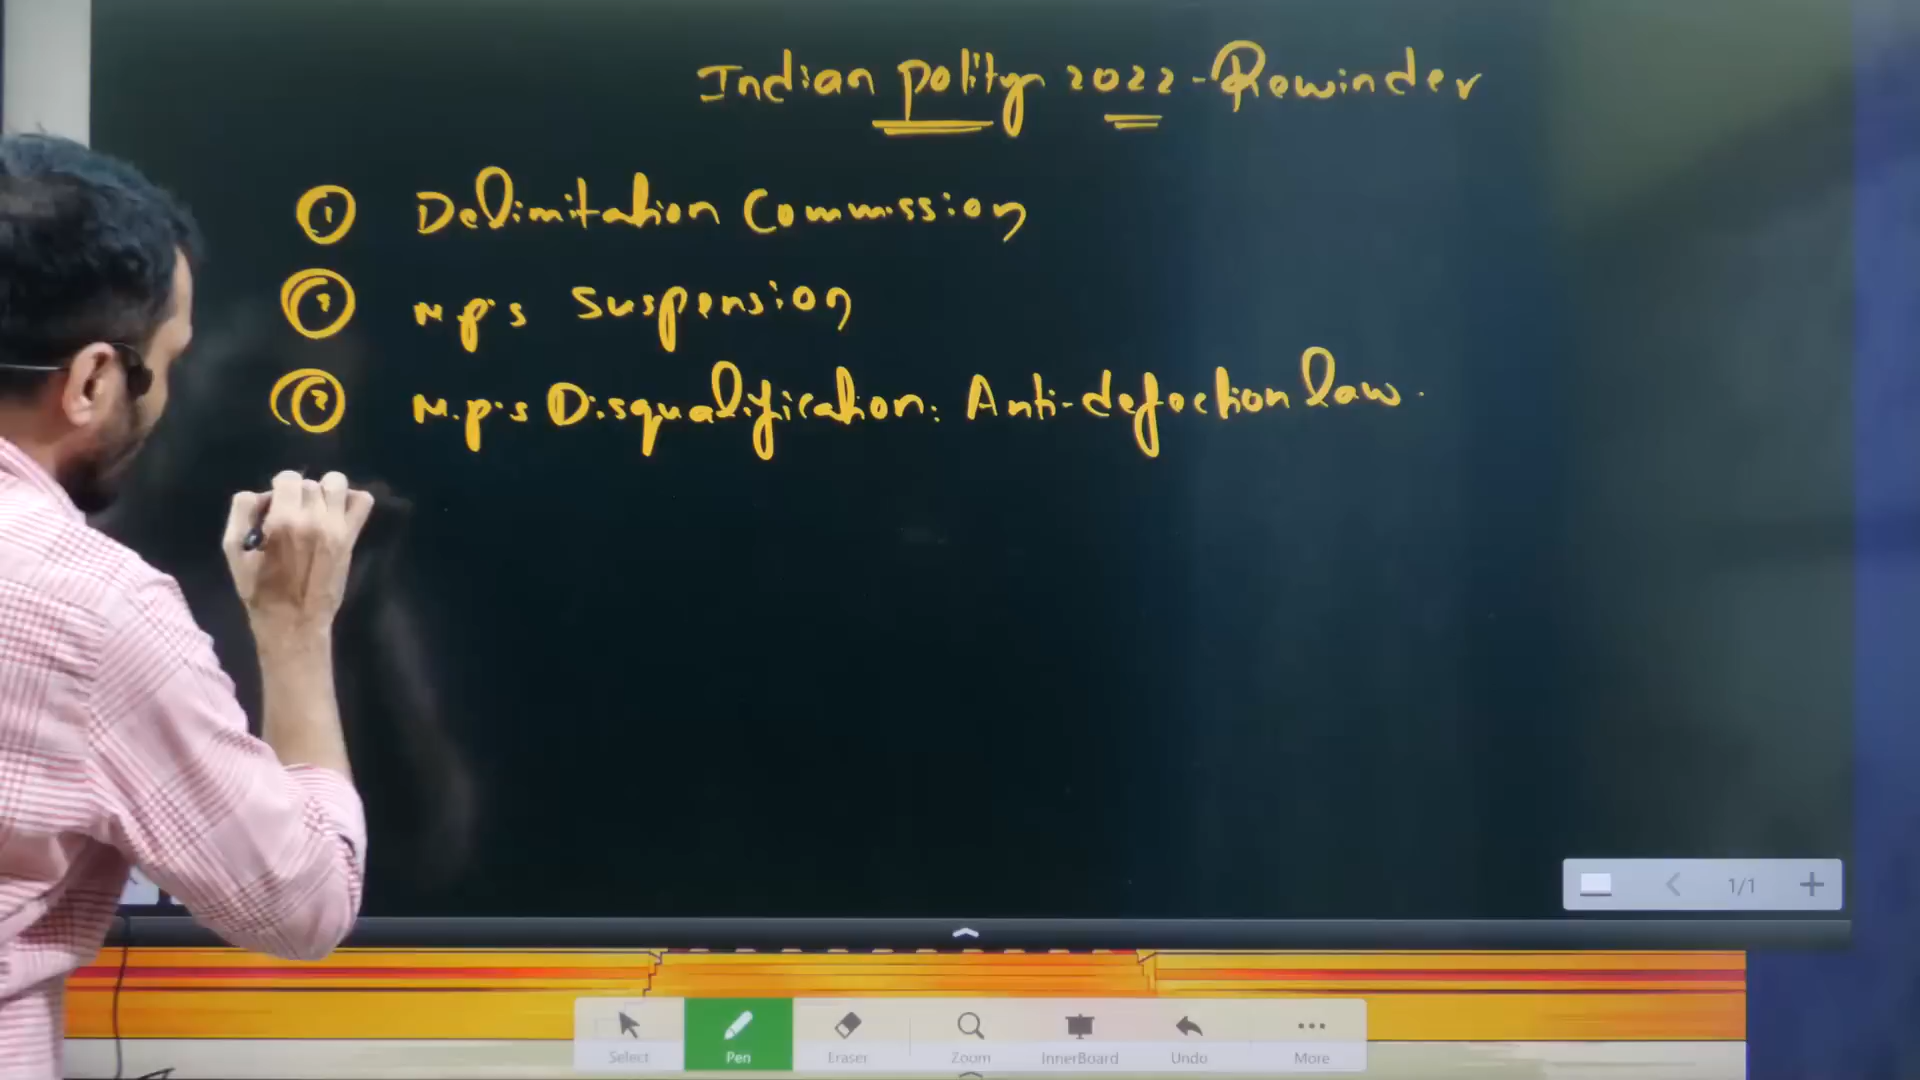 Indian polity 2022 - Rewinder
① Delimitation Commission
② M.P.'s Suspension
③ M.P.'s Disqualification: Anti-defection law.
1/1
Select Pen Eraser Zoom InnerBoard Undo More